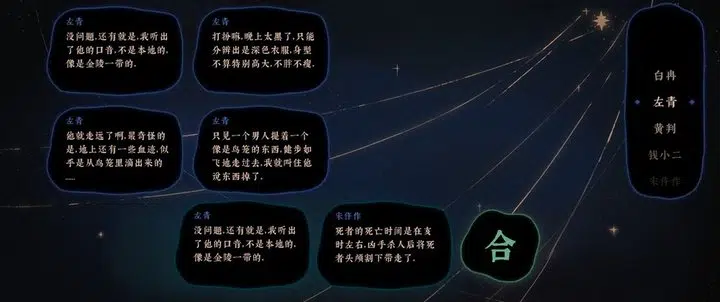 左青
没问题.还有就是,我听出
了他的口音,不是本地的,
像是金陵一带的.
左青
打扮嘛,晚上太黑了,只能
分辨出是深色衣服,身型
不算特别高大,不胖不瘦.
左青
他就走远了啊,最奇怪的
是,地上还有一些血迹,似
乎是从鸟笼里滴出来的
......
左青
只见一个男人提着一个
像是鸟笼的东西,健步如
飞地走过去,我就叫住他
说东西掉了.
左青
没问题.还有就是,我听出
了他的口音,不是本地的,
像是金陵一带的.
宋仵作
死者的死亡时间是在亥
时左右.凶手杀人后将死
者头颅割下带走了.
合
白冉
左青
黄判
钱小二
宋仵作